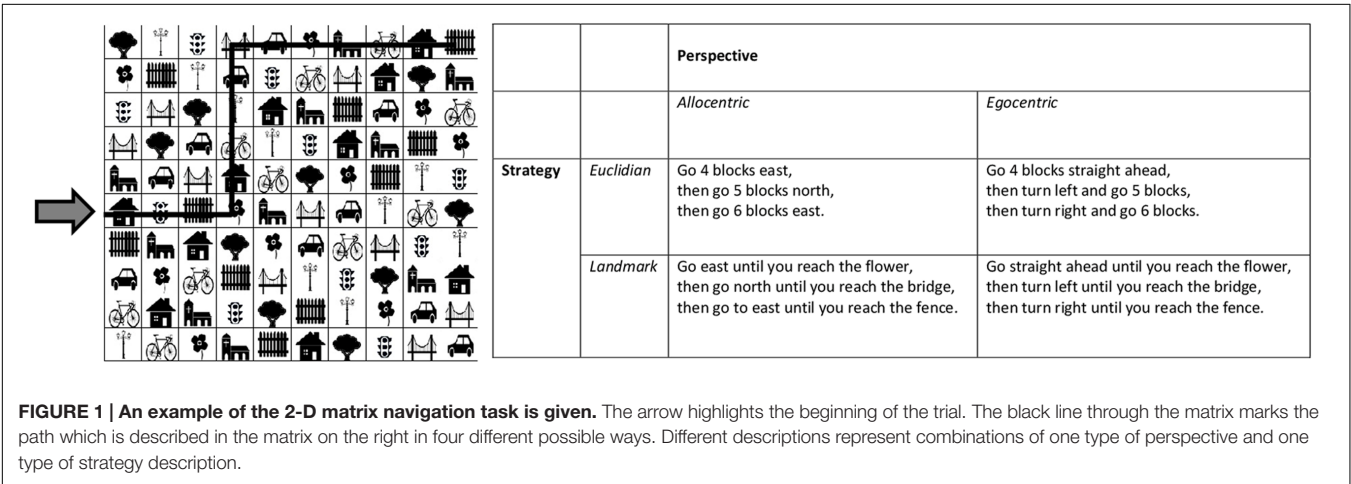 Perspective
Allocentric Egocentric
Strategy Euclidian Go 4 blocks east, Go 4 blocks straight ahead,
then go 5 blocks north, then turn left and go 5 blocks,
then go 6 blocks east. then turn right and go 6 blocks.
Landmark Go east until you reach the flower, Go straight ahead until you reach the flower,
then go north until you reach the bridge, then turn left until you reach the bridge,
then go to east until you reach the fence. then turn right until you reach the fence.
FIGURE 1 | An example of the 2-D matrix navigation task is given. The arrow highlights the beginning of the trial. The black line through the matrix marks the
path which is described in the matrix on the right in four different possible ways. Different descriptions represent combinations of one type of perspective and one
type of strategy description.